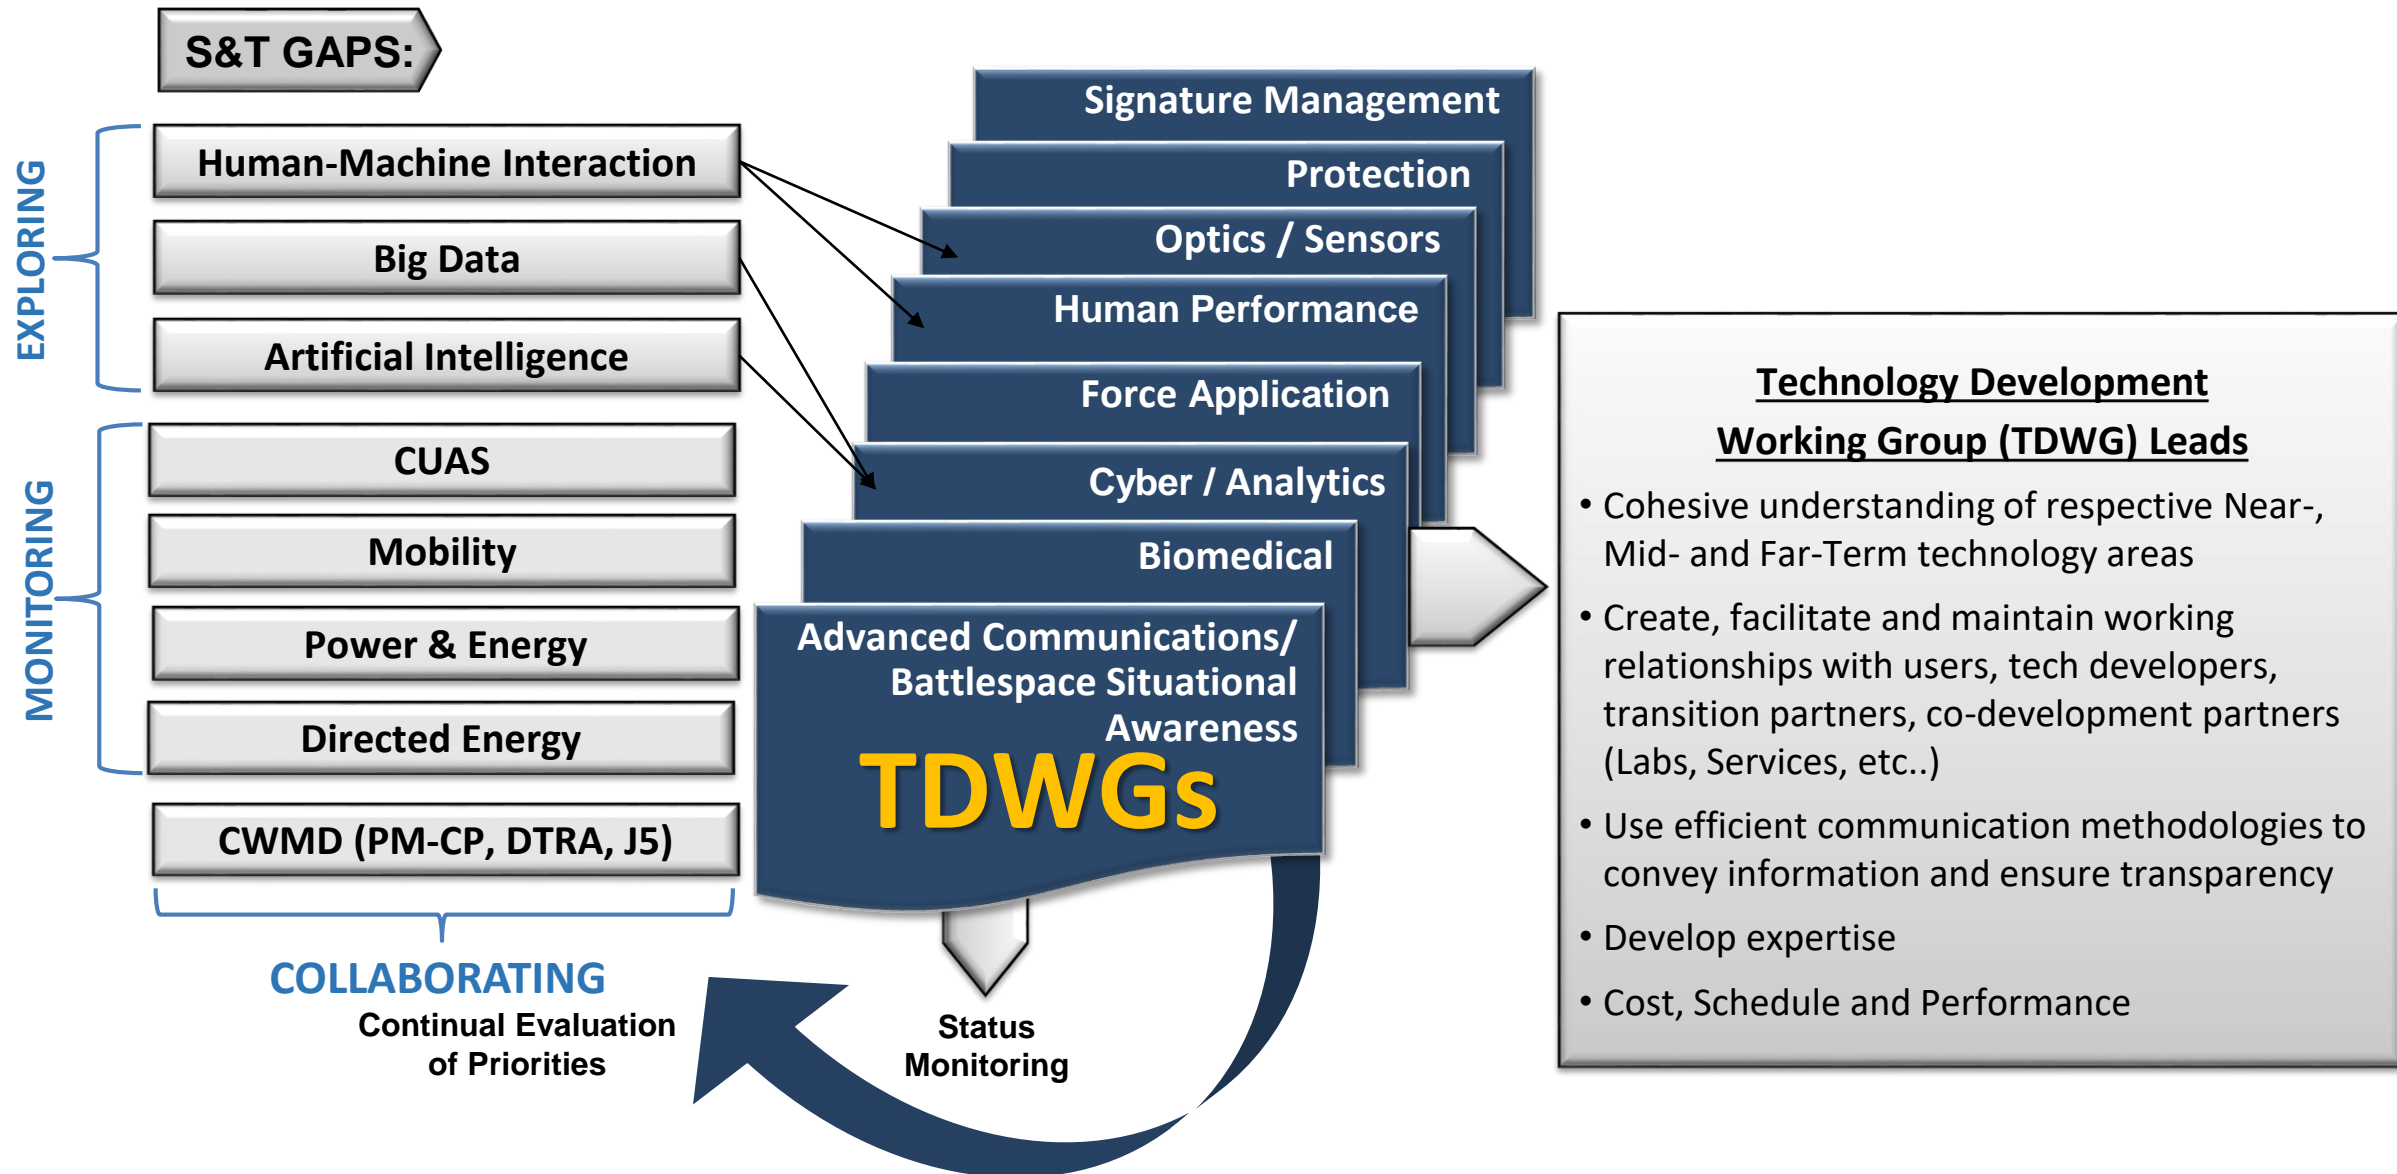 S&T GAPS:
EXPLORING
Human-Machine Interaction
Big Data
Artificial Intelligence
MONITORING
CUAS
Mobility
Power & Energy
Directed Energy
CWMD (PM-CP, DTRA, J5)
COLLABORATING
Continual Evaluation
of Priorities
Signature Management
Protection
Optics / Sensors
Human Performance
Force Application
Cyber / Analytics
Biomedical
Advanced Communications/
Battlespace Situational
Awareness
TDWGs
Status
Monitoring
Technology Development
Working Group (TDWG) Leads
• Cohesive understanding of respective Near-,
Mid- and Far-Term technology areas
• Create, facilitate and maintain working
relationships with users, tech developers,
transition partners, co-development partners
(Labs, Services, etc..)
• Use efficient communication methodologies to
convey information and ensure transparency
• Develop expertise
• Cost, Schedule and Performance